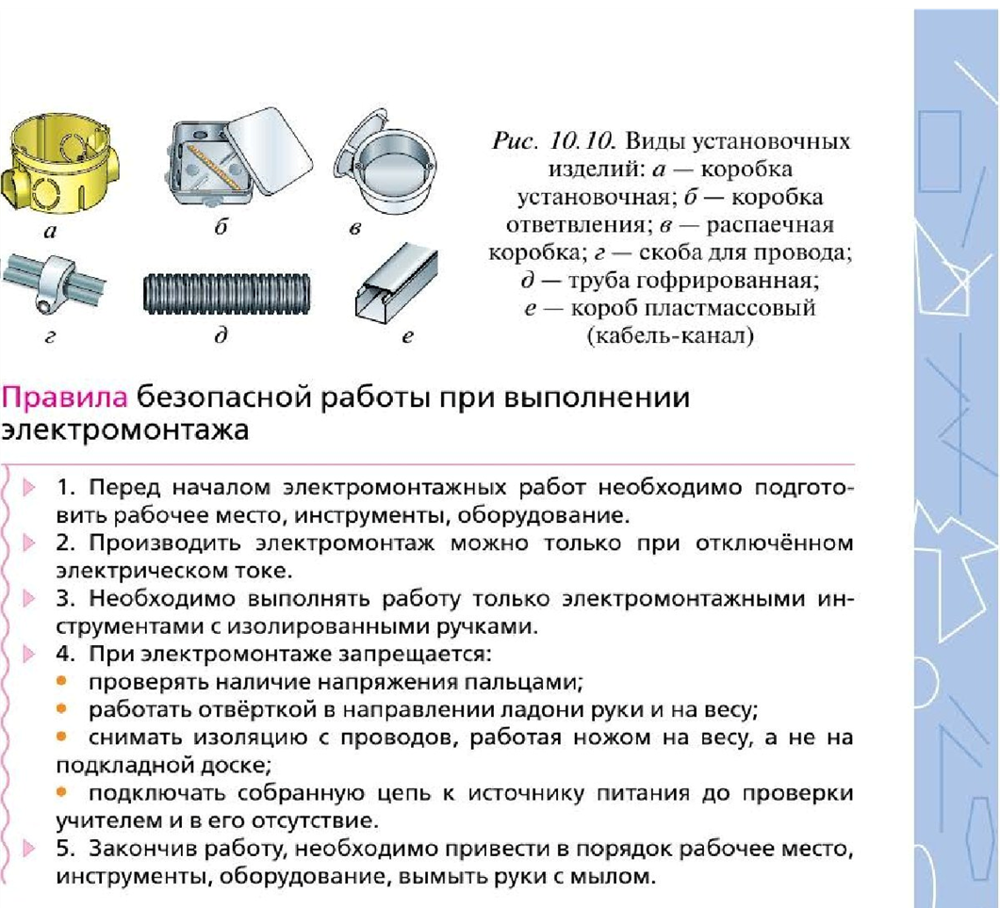 а
б
в
г
д
е
Рис. 10.10. Виды установочных
изделий: а — коробка
установочная; б — коробка
ответвления; в — распаечная
коробка; г — скоба для провода;
д — труба гофрированная;
е — короб пластмассовый
(кабель-канал)
Правила безопасной работы при выполнении
электромонтажа
1. Перед началом электромонтажных работ необходимо подгото-
вить рабочее место, инструменты, оборудование.
2. Производить электромонтаж можно только при отключённом
электрическом токе.
3. Необходимо выполнять работу только электромонтажными ин-
струментами с изолированными ручками.
4. При электромонтаже запрещается:
• проверять наличие напряжения пальцами;
• работать отвёрткой в направлении ладони руки и на весу;
• снимать изоляцию с проводов, работая ножом на весу, а не на
подкладной доске;
• подключать собранную цепь к источнику питания до проверки
учителем и в его отсутствие.
5. Закончив работу, необходимо привести в порядок рабочее место,
инструменты, оборудование, вымыть руки с мылом.